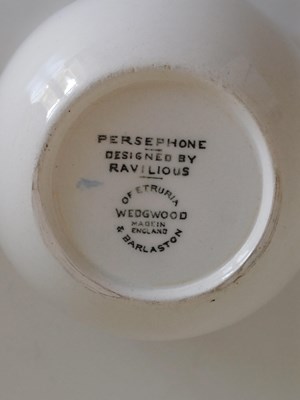 PERSEPHONE
DESIGNED BY
RAVILIOUS
OF ETRURIA
WEDGWOOD
MADE IN
ENGLAND
& BARLASTON